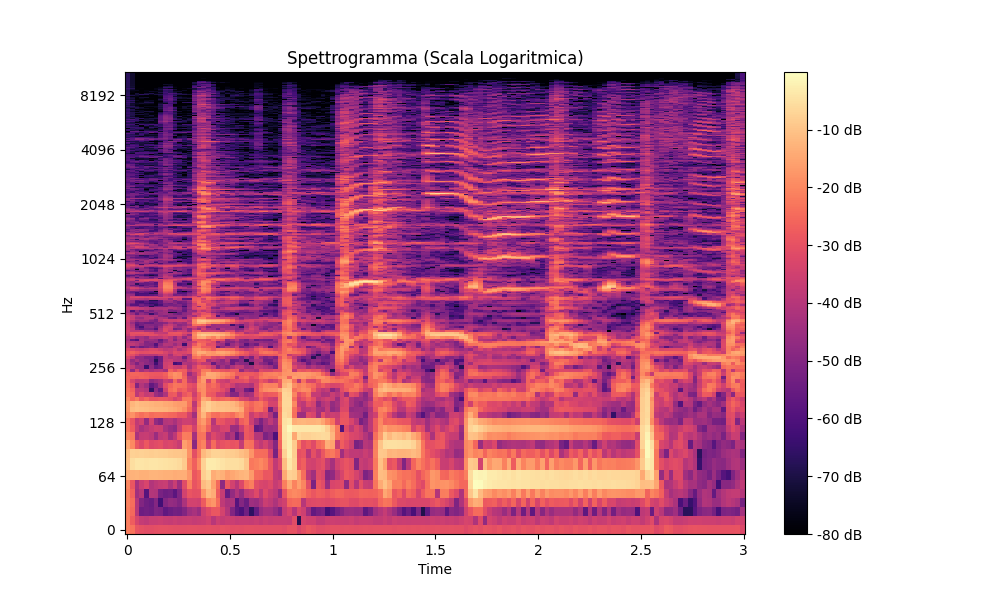 Spettrogramma (Scala Logaritmica)
8192
4096
2048
1024
512
256
128
64
0
Hz
0
0.5
1
1.5
2
2.5
3
Time
-10 dB
-20 dB
-30 dB
-40 dB
-50 dB
-60 dB
-70 dB
-80 dB